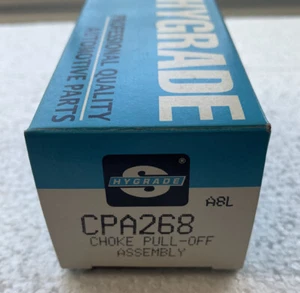 HYGRADE
PROFESSIONAL QUALITY
AUTOMOTIVE PARTS
S
HYGRADE
A8L
CPA268
CHOKE PULL-OFF
ASSEMBLY